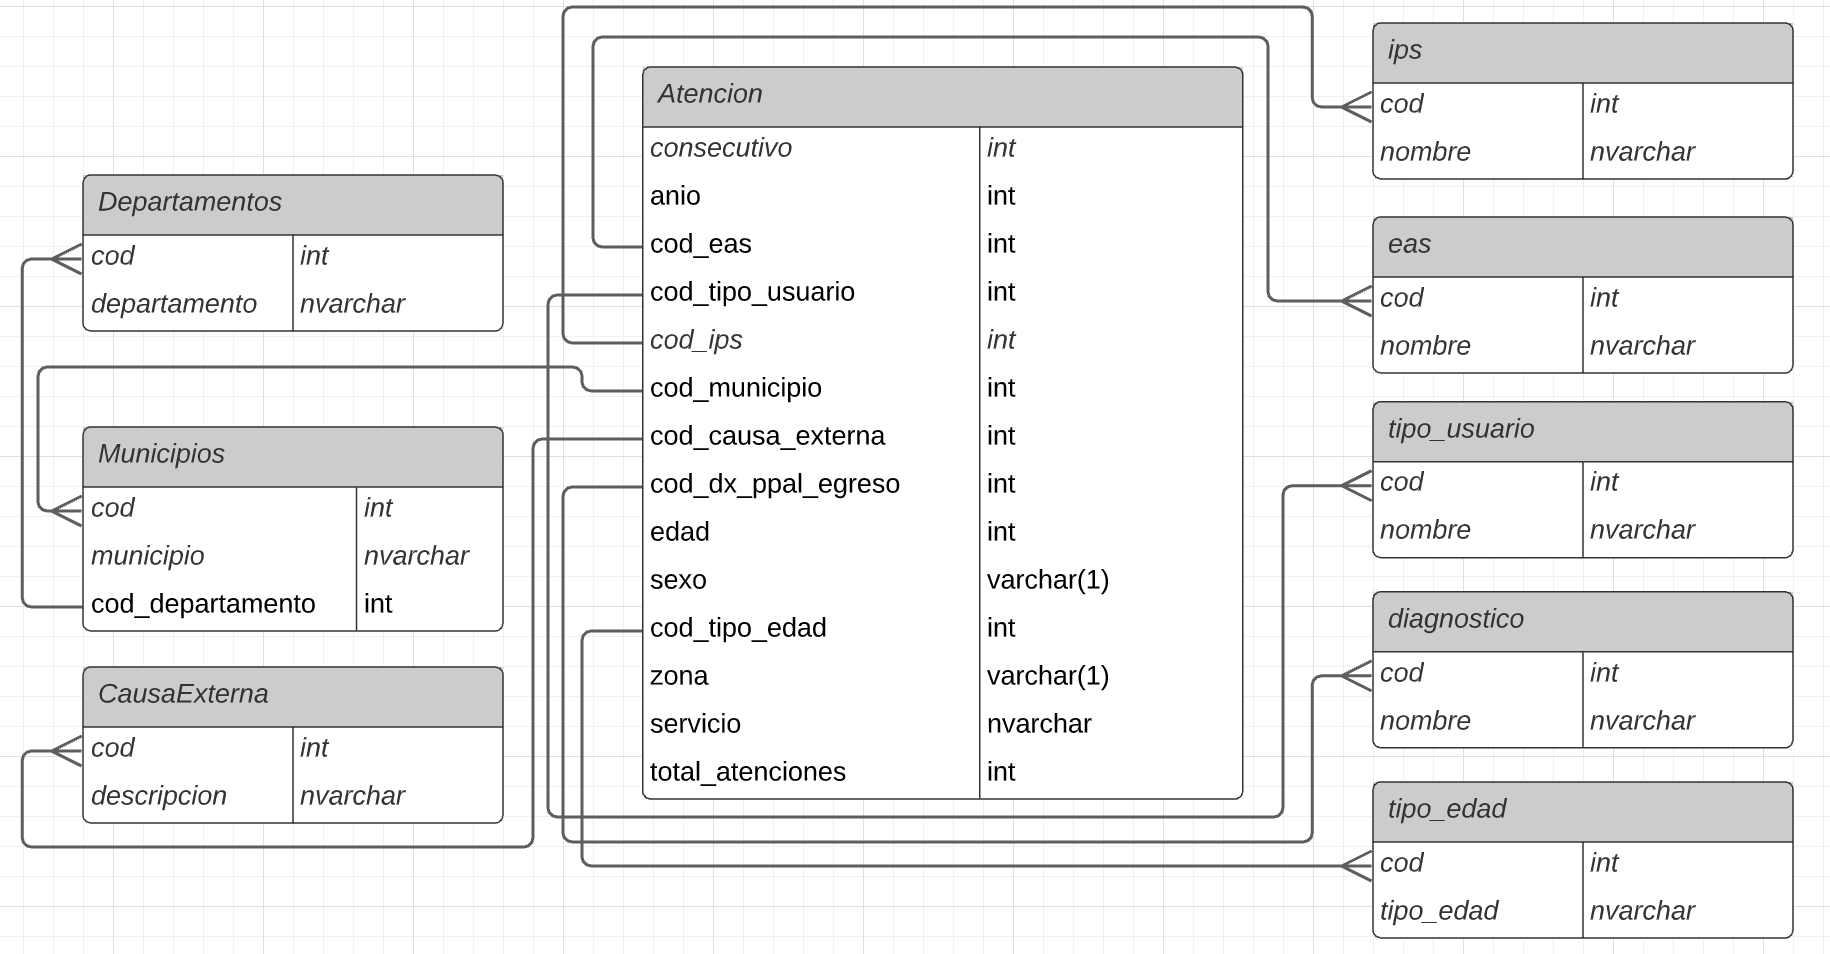 Departamentos
cod int
departamento nvarchar
Municipios
cod int
municipio nvarchar
cod_departamento int
CausaExterna
cod int
descripcion nvarchar
Atencion
consecutivo int
anio int
cod_eas int
cod_tipo_usuario int
cod_ips int
cod_municipio int
cod_causa_externa int
cod_dx_ppal_egreso int
edad int
sexo varchar(1)
cod_tipo_edad int
zona varchar(1)
servicio nvarchar
total_atenciones int
ips
cod int
nombre nvarchar
eas
cod int
nombre nvarchar
tipo_usuario
cod int
nombre nvarchar
diagnostico
cod int
nombre nvarchar
tipo_edad
cod int
tipo_edad nvarchar